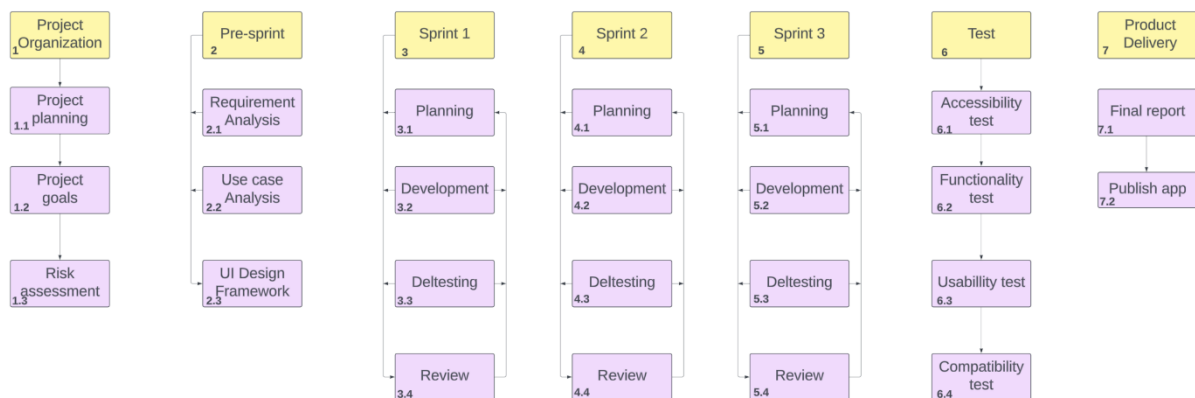 Project
Organization
1
Pre-sprint
2
Sprint 1
3
Sprint 2
4
Sprint 3
5
Test
6
Product
Delivery
7
Project
planning
1.1
Requirement
Analysis
2.1
Planning
3.1
Planning
4.1
Planning
5.1
Accessibility
test
6.1
Final report
7.1
Project
goals
1.2
Use case
Analysis
2.2
Development
3.2
Development
4.2
Development
5.2
Functionality
test
6.2
Publish app
7.2
Risk
assessment
1.3
UI Design
Framework
2.3
Deltesting
3.3
Deltesting
4.3
Deltesting
5.3
Usabillity test
6.3
Review
3.4
Review
4.4
Review
5.4
Compatibility
test
6.4